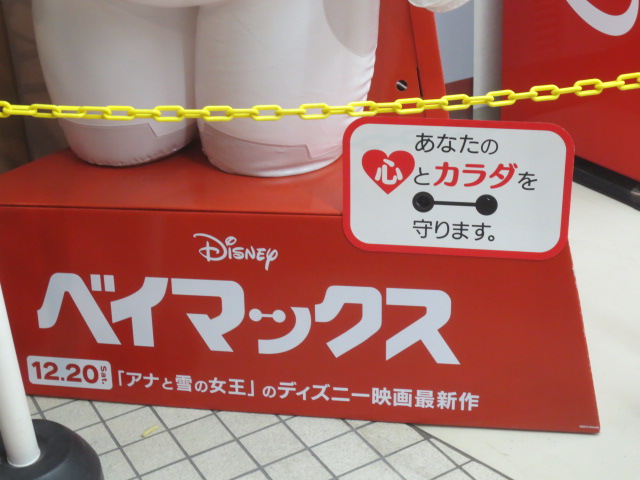 あなたの
心とカラダを
守ります。
Disney
ベイマックス
12.20 Sat. 「アナと雪の女王」のディズニー映画最新作